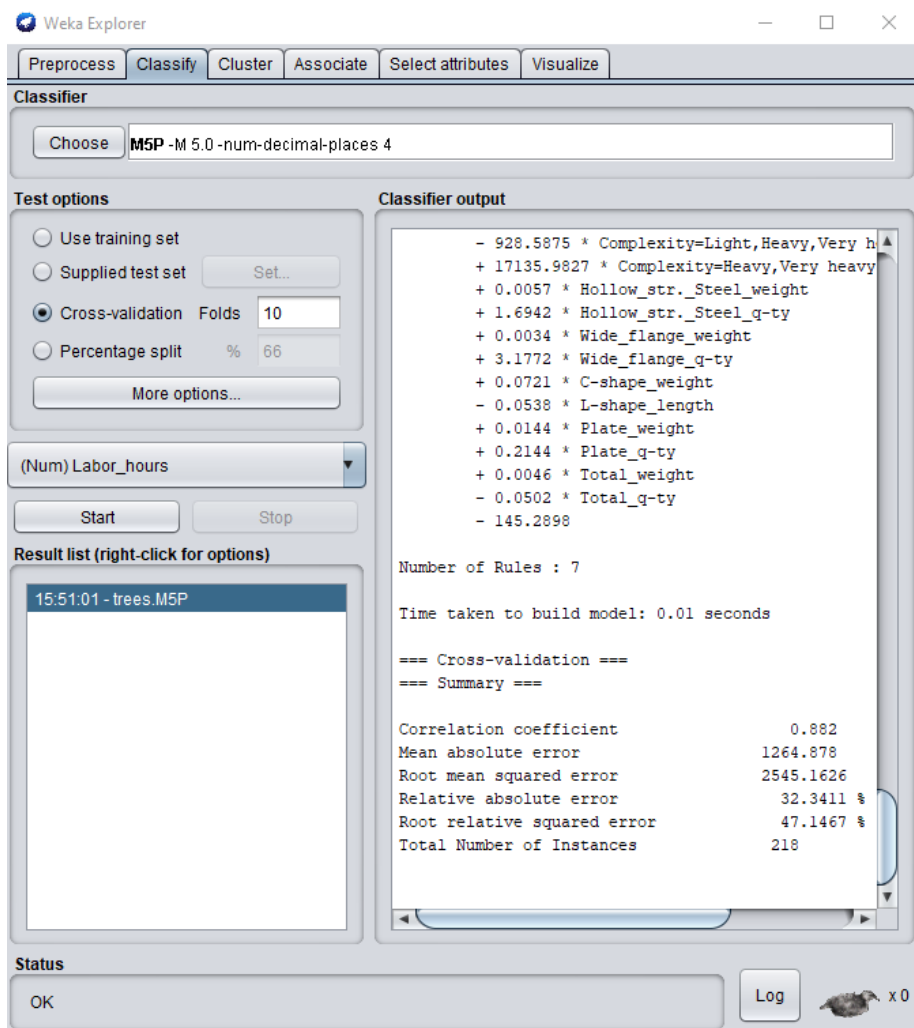 Weka Explorer
Preprocess Classify Cluster Associate Select attributes Visualize
Classifier
Choose M5P -M 5.0 -num-decimal-places 4
Test options
Use training set
Supplied test set Set...
Cross-validation Folds 10
Percentage split % 66
More options...
(Num) Labor_hours
Start Stop
Result list (right-click for options)
15:51:01 - trees.M5P
Classifier output
- 928.5875 * Complexity=Light,Heavy,Very h
+ 17135.9827 * Complexity=Heavy,Very heavy
+ 0.0057 * Hollow_str._Steel_weight
+ 1.6942 * Hollow_str._Steel_q-ty
+ 0.0034 * Wide_flange_weight
+ 3.1772 * Wide_flange_q-ty
+ 0.0721 * C-shape_weight
- 0.0538 * L-shape_length
+ 0.0144 * Plate_weight
+ 0.2144 * Plate_q-ty
+ 0.0046 * Total_weight
- 0.0502 * Total_q-ty
- 145.2898
Number of Rules : 7
Time taken to build model: 0.01 seconds
=== Cross-validation ===
=== Summary ===
Correlation coefficient 0.882
Mean absolute error 1264.878
Root mean squared error 2545.1626
Relative absolute error 32.3411 %
Root relative squared error 47.1467 %
Total Number of Instances 218
Status
OK
Log
x 0